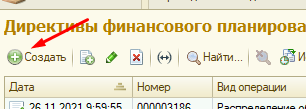 Директивы финансового планирова
Создать Найти...
Дата Номер Вид операции
26.11.2021 9:59:55 000003186 Распределение о